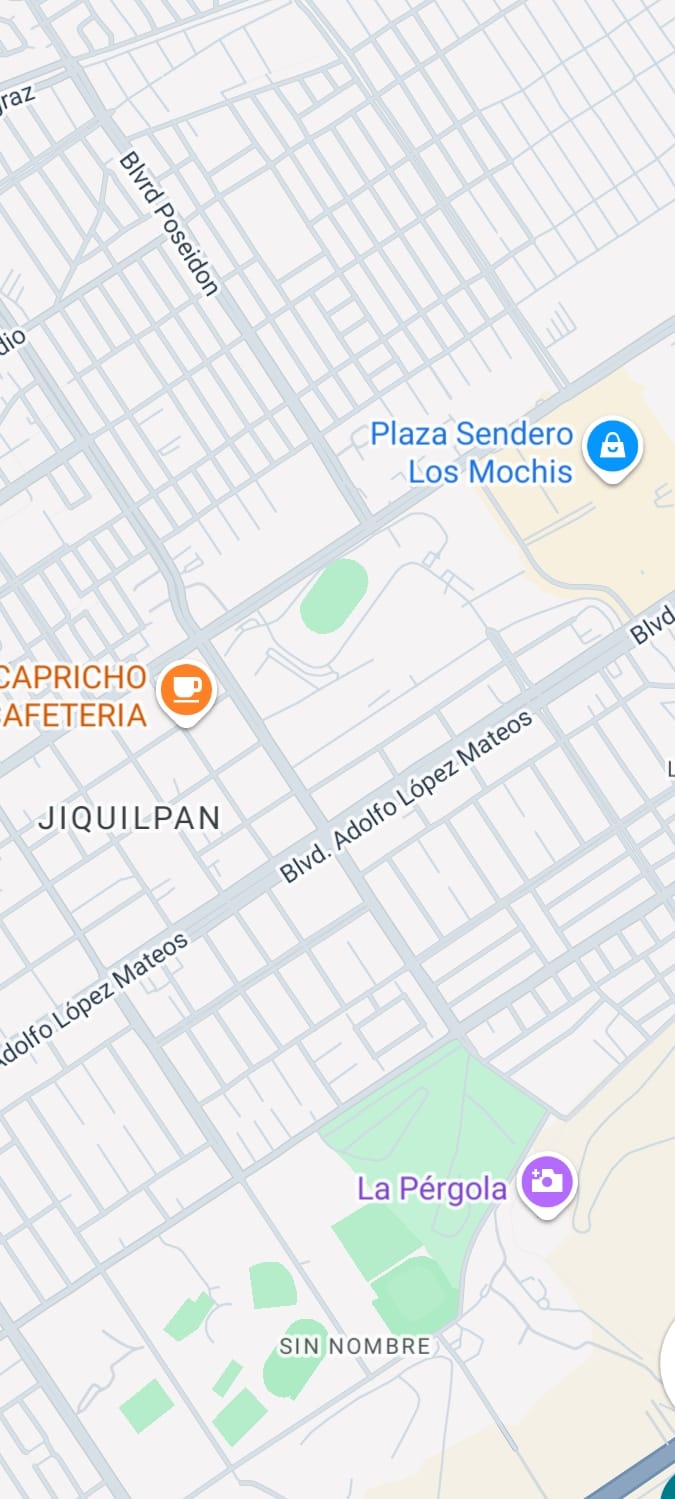 Blvrd Poseidon
Plaza Sendero
Los Mochis
Blvd.
CAPRICHO
CAFETERIA
JIQUILPAN
Blvd. Adolfo López Mateos
Adolfo López Mateos
La Pérgola
SIN NOMBRE